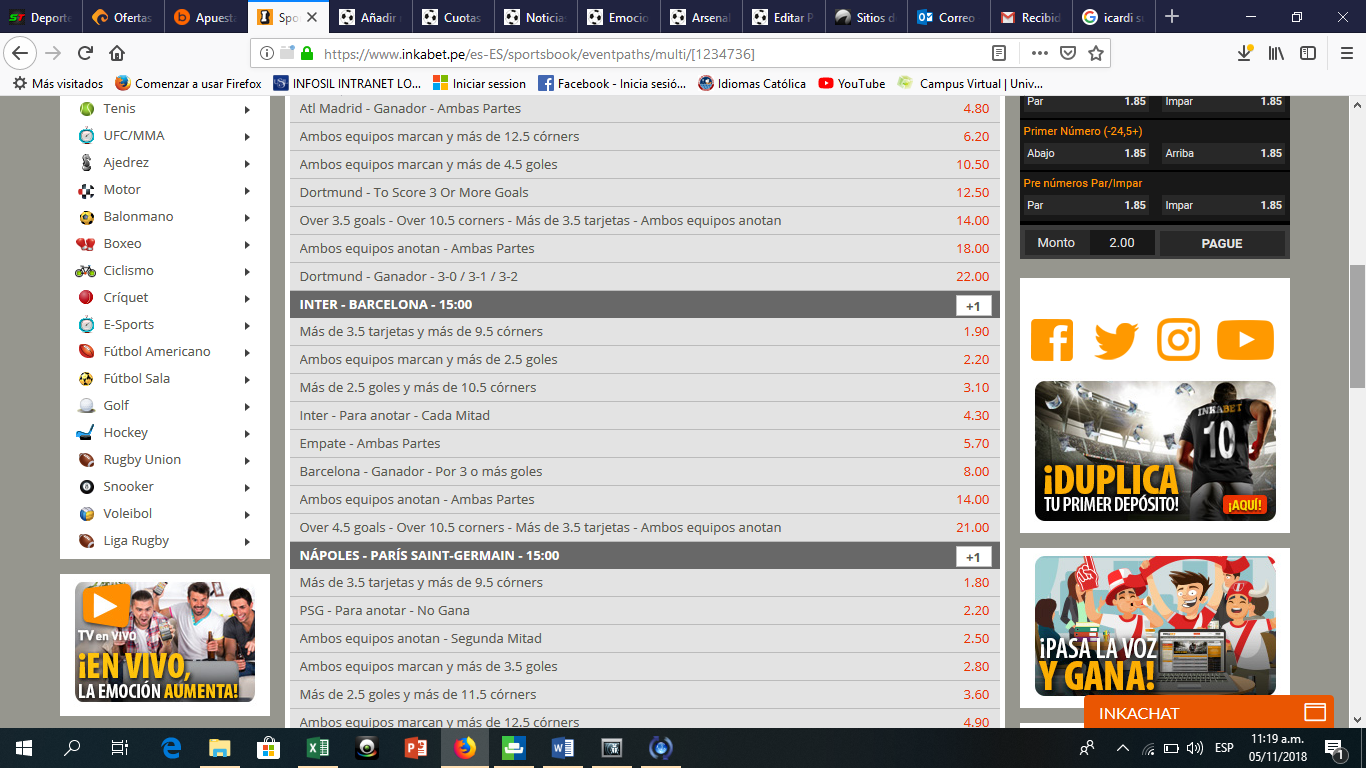 Deporte
Ofertas
Apuesta
Spo
Añadir
Cuotas
Noticias
Emocio
Arsenal
Editar P
Sitios d
Correo
Recibid
icardi su
https://www.inkabet.pe/es-ES/sportsbook/eventpaths/multi/[1234736]
Más visitados
Comenzar a usar Firefox
INFOSIL INTRANET LO...
Iniciar session
Facebook - Inicia sesió...
Idiomas Católica
YouTube
Campus Virtual | Univ...
Tenis
UFC/MMA
Ajedrez
Motor
Balonmano
Boxeo
Ciclismo
Críquet
E-Sports
Fútbol Americano
Fútbol Sala
Golf
Hockey
Rugby Union
Snooker
Voleibol
Liga Rugby
TV en VIVO
¡EN VIVO,
LA EMOCIÓN AUMENTA!
Atl Madrid - Ganador - Ambas Partes 4.80
Ambos equipos marcan y más de 12.5 córners 6.20
Ambos equipos marcan y más de 4.5 goles 10.50
Dortmund - To Score 3 Or More Goals 12.50
Over 3.5 goals - Over 10.5 corners - Más de 3.5 tarjetas - Ambos equipos anotan 14.00
Ambos equipos anotan - Ambas Partes 18.00
Dortmund - Ganador - 3-0 / 3-1 / 3-2 22.00
INTER - BARCELONA - 15:00 +1
Más de 3.5 tarjetas y más de 9.5 córners 1.90
Ambos equipos marcan y más de 2.5 goles 2.20
Más de 2.5 goles y más de 10.5 córners 3.10
Inter - Para anotar - Cada Mitad 4.30
Empate - Ambas Partes 5.70
Barcelona - Ganador - Por 3 o más goles 8.00
Ambos equipos anotan - Ambas Partes 14.00
Over 4.5 goals - Over 10.5 corners - Más de 3.5 tarjetas - Ambos equipos anotan 21.00
NÁPOLES - PARÍS SAINT-GERMAIN - 15:00 +1
Más de 3.5 tarjetas y más de 9.5 córners 1.80
PSG - Para anotar - No Gana 2.20
Ambos equipos anotan - Segunda Mitad 2.50
Ambos equipos marcan y más de 3.5 goles 2.80
Más de 2.5 goles y más de 11.5 córners 3.60
Ambos equipos marcan y más de 12.5 córners 4.90
Par 1.85 Impar 1.85
Primer Número (-24,5+)
Abajo 1.85 Arriba 1.85
Pre números Par/Impar
Par 1.85 Impar 1.85
Monto 2.00 PAGUE
INKABET
10
¡DUPLICA
TU PRIMER DEPÓSITO! ¡AQUÍ!
¡PASA LA VOZ
Y GANA!
INKACHAT
ESP
11:19 a.m.
05/11/2018
1